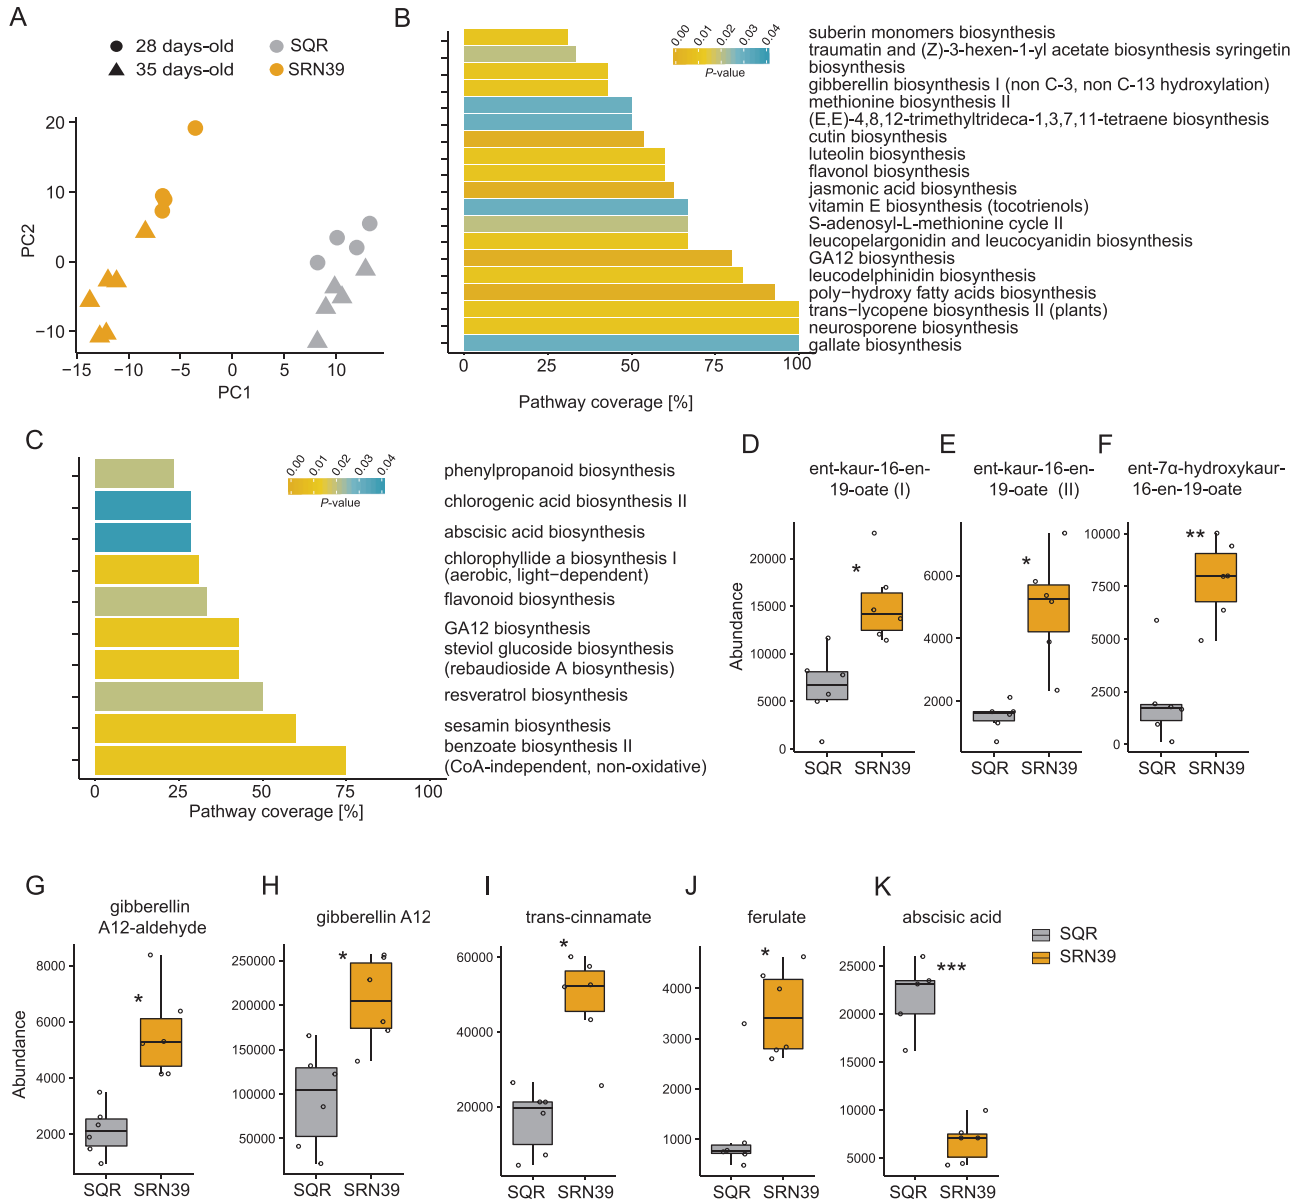 A
28 days-old
SQR
35 days-old
SRN39
20
10
0
−10
PC2
−15
−10
−5
0
5
10
PC1
B
0.00
0.01
0.02
0.03
0.04
P-value
suberin monomers biosynthesis
traumatin and (Z)-3-hexen-1-yl acetate biosynthesis syringetin
biosynthesis
gibberellin biosynthesis I (non C-3, non C-13 hydroxylation)
methionine biosynthesis II
(E,E)-4,8,12-trimethyltrideca-1,3,7,11-tetraene biosynthesis
cutin biosynthesis
luteolin biosynthesis
flavonol biosynthesis
jasmonic acid biosynthesis
vitamin E biosynthesis (tocotrienols)
S-adenosyl-L-methionine cycle II
leucopelargonidin and leucocyanidin biosynthesis
GA12 biosynthesis
leucodelphinidin biosynthesis
poly−hydroxy fatty acids biosynthesis
trans−lycopene biosynthesis II (plants)
neurosporene biosynthesis
gallate biosynthesis
0
25
50
75
100
Pathway coverage [%]
C
0.00
0.01
0.02
0.03
0.04
P-value
phenylpropanoid biosynthesis
chlorogenic acid biosynthesis II
abscisic acid biosynthesis
chlorophyllide a biosynthesis I
(aerobic, light−dependent)
flavonoid biosynthesis
GA12 biosynthesis
steviol glucoside biosynthesis
(rebaudioside A biosynthesis)
resveratrol biosynthesis
sesamin biosynthesis
benzoate biosynthesis II
(CoA-independent, non-oxidative)
0
25
50
75
100
Pathway coverage [%]
D
ent-kaur-16-en-
19-oate (I)
Abundance
20000
15000
10000
5000
0
*
SQR
SRN39
E
ent-kaur-16-en-
19-oate (II)
6000
4000
2000
*
SQR
SRN39
F
ent-7α-hydroxykaur-
16-en-19-oate
10000
7500
5000
2500
0
**
SQR
SRN39
G
gibberellin
A12-aldehyde
Abundance
8000
6000
4000
2000
*
SQR
SRN39
H
gibberellin A12
250000
200000
150000
100000
50000
*
SQR
SRN39
I
trans-cinnamate
60000
40000
20000
*
SQR
SRN39
J
ferulate
4000
3000
2000
1000
*
SQR
SRN39
K
abscisic acid
25000
20000
15000
10000
5000
***
SQR
SRN39
SQR
SRN39